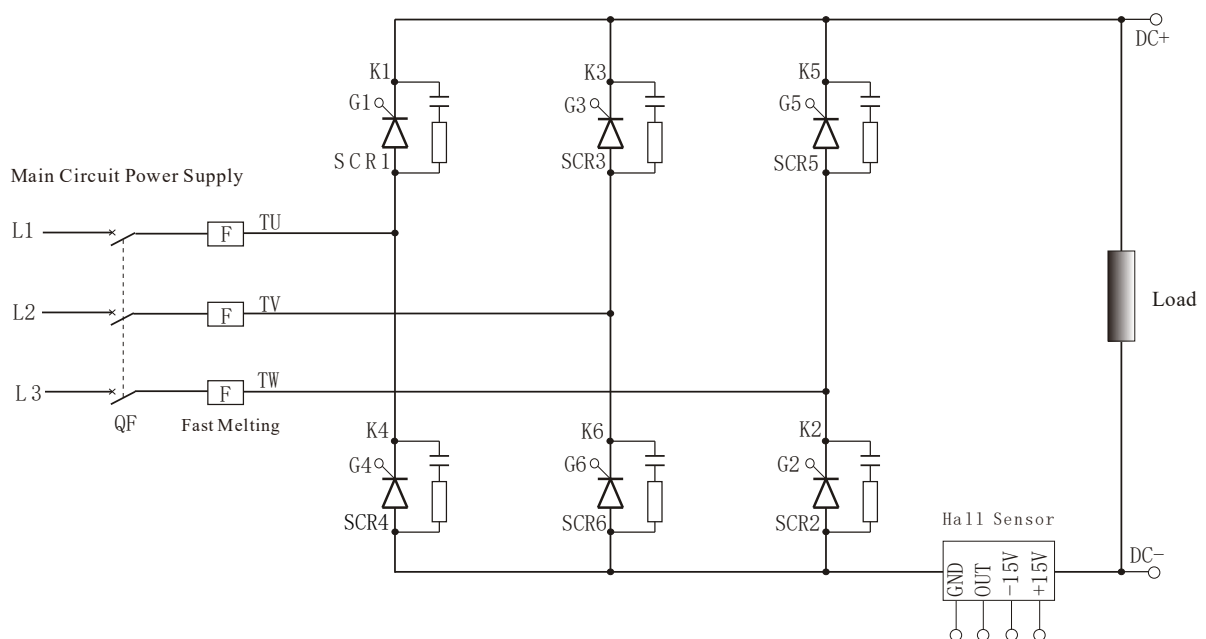 DC+
K1
K3
K5
G1
G3
G5
SCR1
SCR3
SCR5
Main Circuit Power Supply
L1
F
TU
L2
F
TV
Load
L3
F
TW
QF
Fast Melting
K4
K6
K2
G4
G6
G2
SCR4
SCR6
SCR2
Hall Sensor
DC-
GND
OUT
-15V
+15V